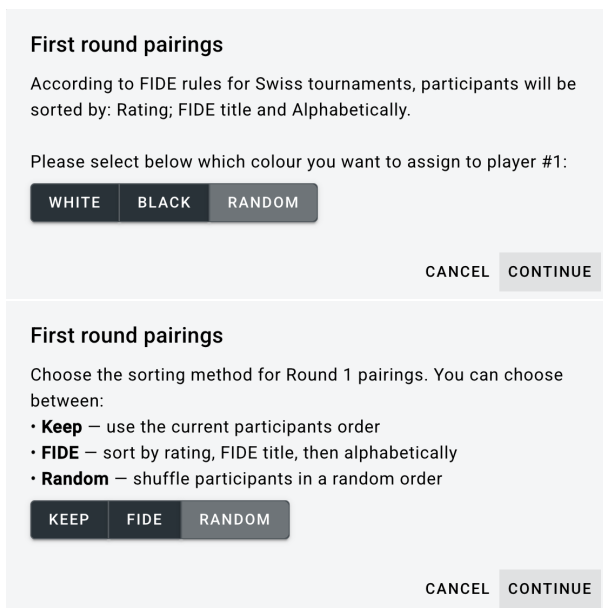 First round pairings
According to FIDE rules for Swiss tournaments, participants will be
sorted by: Rating; FIDE title and Alphabetically.
Please select below which colour you want to assign to player #1:
WHITE BLACK RANDOM
CANCEL CONTINUE
First round pairings
Choose the sorting method for Round 1 pairings. You can choose
between:
• Keep — use the current participants order
• FIDE — sort by rating, FIDE title, then alphabetically
• Random — shuffle participants in a random order
KEEP FIDE RANDOM
CANCEL CONTINUE